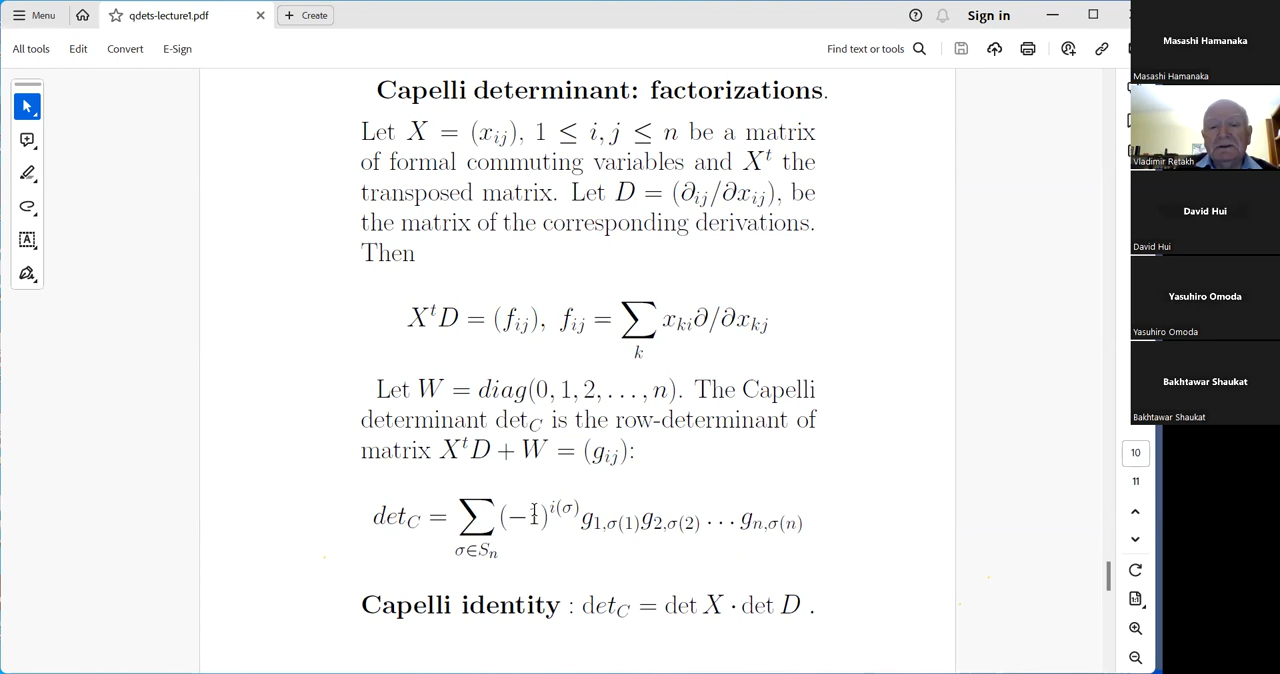 Menu
qdets-lecture1.pdf
Create
Sign in
All tools
Edit
Convert
E-Sign
Find text or tools
Capelli determinant: factorizations.
Let X = (x_{ij}), 1 ≤ i, j ≤ n be a matrix
of formal commuting variables and X^t the
transposed matrix. Let D = (∂_{ij}/∂x_{ij}), be
the matrix of the corresponding derivations.
Then
X^t D = (f_{ij}), f_{ij} = ∑_k x_{ki}∂/∂x_{kj}
Let W = diag(0, 1, 2, . . . , n). The Capelli
determinant det_C is the row-determinant of
matrix X^t D + W = (g_{ij}):
det_C = ∑_{σ∈S_n} (−1)^{i(σ)} g_{1,σ(1)} g_{2,σ(2)} · · · g_{n,σ(n)}
Capelli identity : det_C = det X · det D .
Masashi Hamanaka
Masashi Hamanaka
Vladimir Retakh
David Hui
David Hui
Yasuhiro Omoda
Yasuhiro Omoda
Bakhtawar Shaukat
Bakhtawar Shaukat
10
11